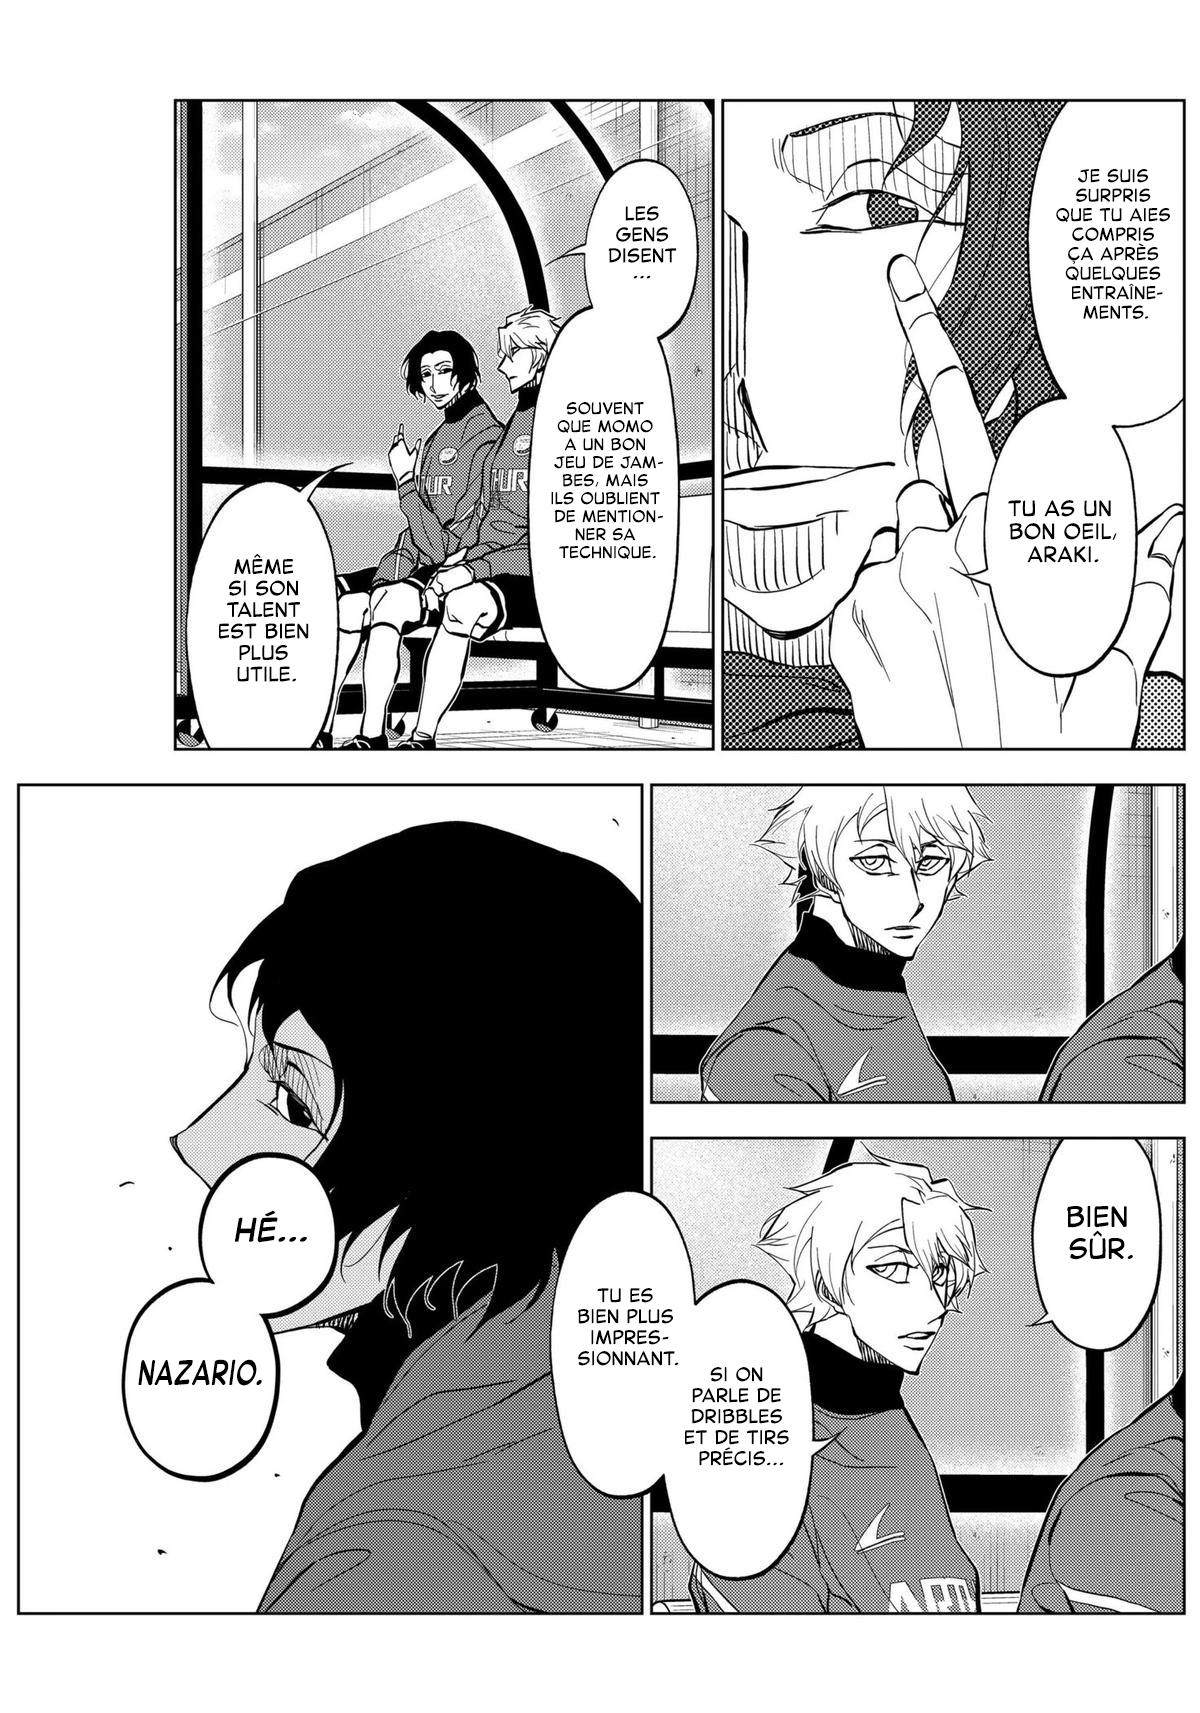 JE SUIS
SURPRIS
QUE TU AIES
COMPRIS
ÇA APRÈS
QUELQUES
ENTRAÎNE-
MENTS.
TU AS UN
BON OEIL,
ARAKI.
LES
GENS
DISENT
...
SOUVENT
QUE MOMO
A UN BON
JEU DE JAM-
BES, MAIS
ILS OUBLIENT
DE MENTION-
NER SA
TECHNIQUE.
MÊME
SI SON
TALENT
EST BIEN
PLUS
UTILE.
THUR
HUR
BIEN
SÛR.
SI ON
PARLE DE
DRIBBLES
ET DE TIRS
PRÉCIS...
TU ES
BIEN PLUS
IMPRES-
SIONNANT.
HÉ...
NAZARIO.